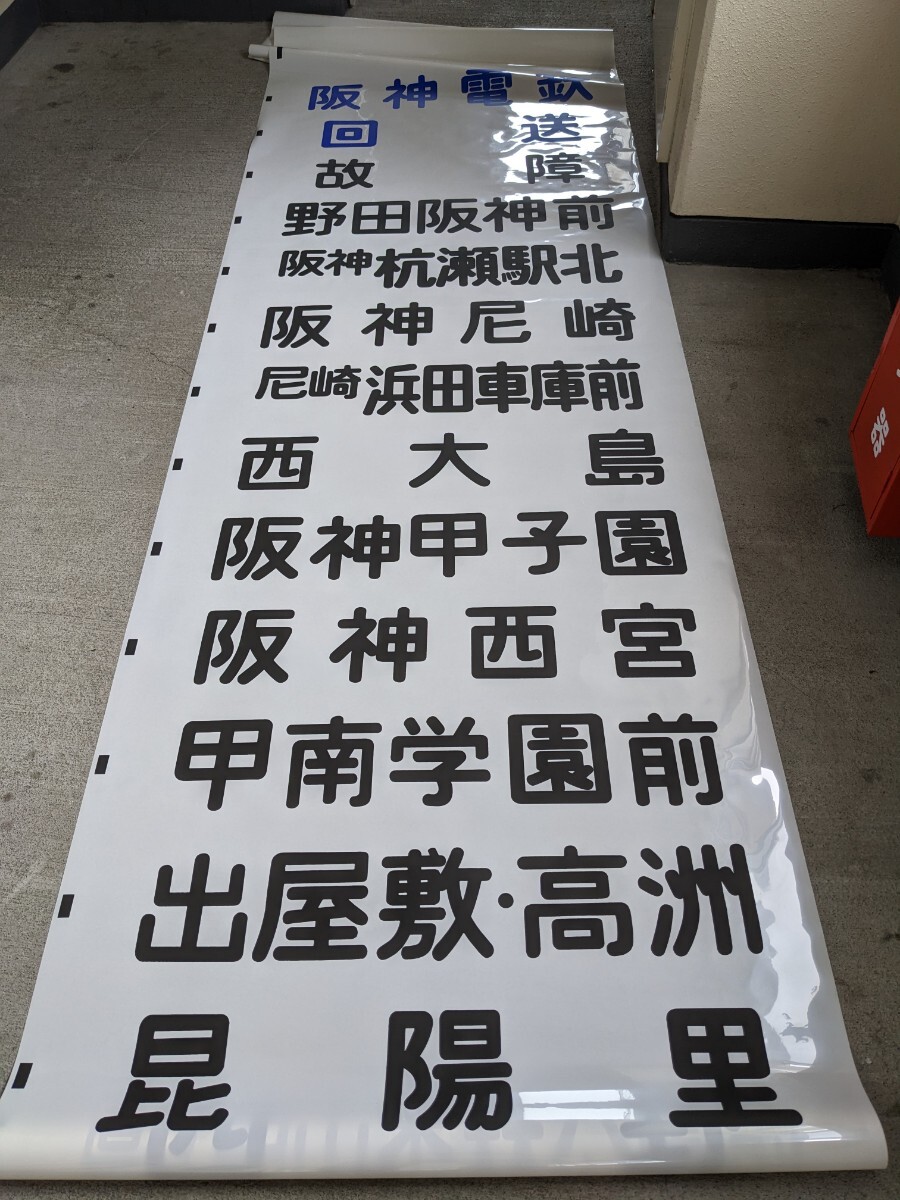 阪神電鉄
回送
故障
野田阪神前
阪神杭瀬駅北
阪神尼崎
尼崎浜田車庫前
西大島
阪神甲子園
阪神西宮
甲南学園前
出屋敷・高洲
昆陽里